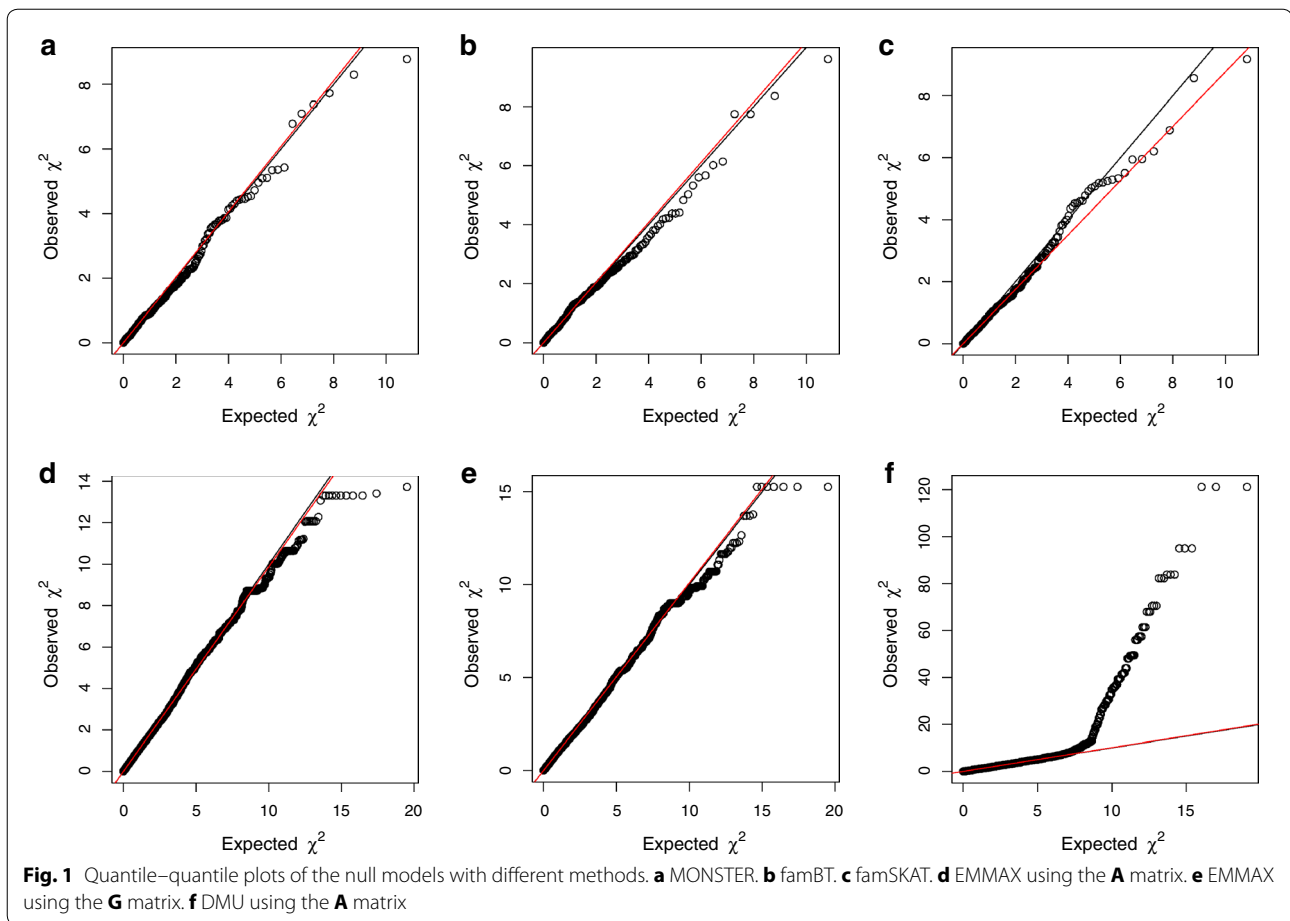 a
8
6
4
2
0
Observed χ²
0 2 4 6 8 10
Expected χ²
b
8
6
4
2
0
Observed χ²
0 2 4 6 8 10
Expected χ²
c
8
6
4
2
0
Observed χ²
0 2 4 6 8 10
Expected χ²
d
14
12
10
8
6
4
2
0
Observed χ²
0 5 10 15 20
Expected χ²
e
15
10
5
0
Observed χ²
0 5 10 15 20
Expected χ²
f
120
100
80
60
40
20
0
Observed χ²
0 5 10 15
Expected χ²
Fig. 1 Quantile–quantile plots of the null models with different methods. a MONSTER. b famBT. c famSKAT. d EMMAX using the A matrix. e EMMAX
using the G matrix. f DMU using the A matrix